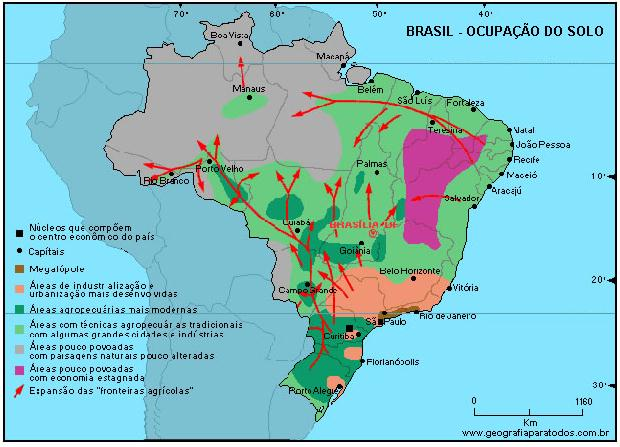 70° 60° 50° 40°
BRASIL - OCUPAÇÃO DO SOLO
Boa Vista
Macapá
Belém
São Luís
Fortaleza
Manaus
Teresina
Natal
João Pessoa
Recife
Porto Velho
Palmas
Maceió
Rio Branco
10°
Aracajú
Salvador
Cuiabá
BRASÍLIA-DF
Goiânia
Belo Horizonte
20°
Vitória
Campo Grande
Rio de Janeiro
São Paulo
Curitiba
Florianópolis
Porto Alegre
30°
Núcleos que compõem
o centro econômico do país
Capitais
Megalópole
Áreas de industrialização e
urbanização mais desenvolvidas
Áreas agropecuárias mais modernas
Áreas com técnicas agropecuárias tradicionais
com algumas grandes cidades e indústrias
Áreas pouco povoadas
com paisagens naturais pouco alteradas
Áreas pouco povoadas
com economia estagnada
Expansão das "fronteiras agrícolas"
0 1160
Km
www.geografiaparatodos.com.br